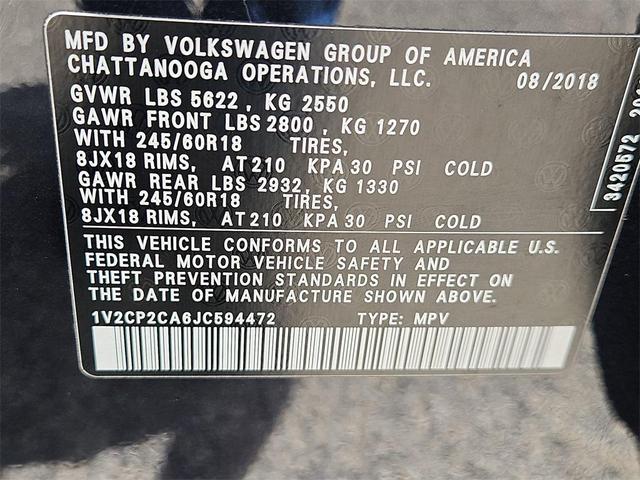 MFD BY VOLKSWAGEN GROUP OF AMERICA
CHATTANOOGA OPERATIONS, LLC. 08/2018
GVWR LBS 5622 , KG 2550
GAWR FRONT LBS 2800 , KG 1270
WITH 245/60R18 TIRES,
8JX18 RIMS, AT 210 KPA 30 PSI COLD
GAWR REAR LBS 2932, KG 1330
WITH 245/60R18 TIRES,
8JX18 RIMS, AT 210 KPA 30 PSI COLD
THIS VEHICLE CONFORMS TO ALL APPLICABLE U.S.
FEDERAL MOTOR VEHICLE SAFETY AND
THEFT PREVENTION STANDARDS IN EFFECT ON
THE DATE OF MANUFACTURE SHOWN ABOVE.
1V2CP2CA6JC594472 TYPE: MPV
3420572